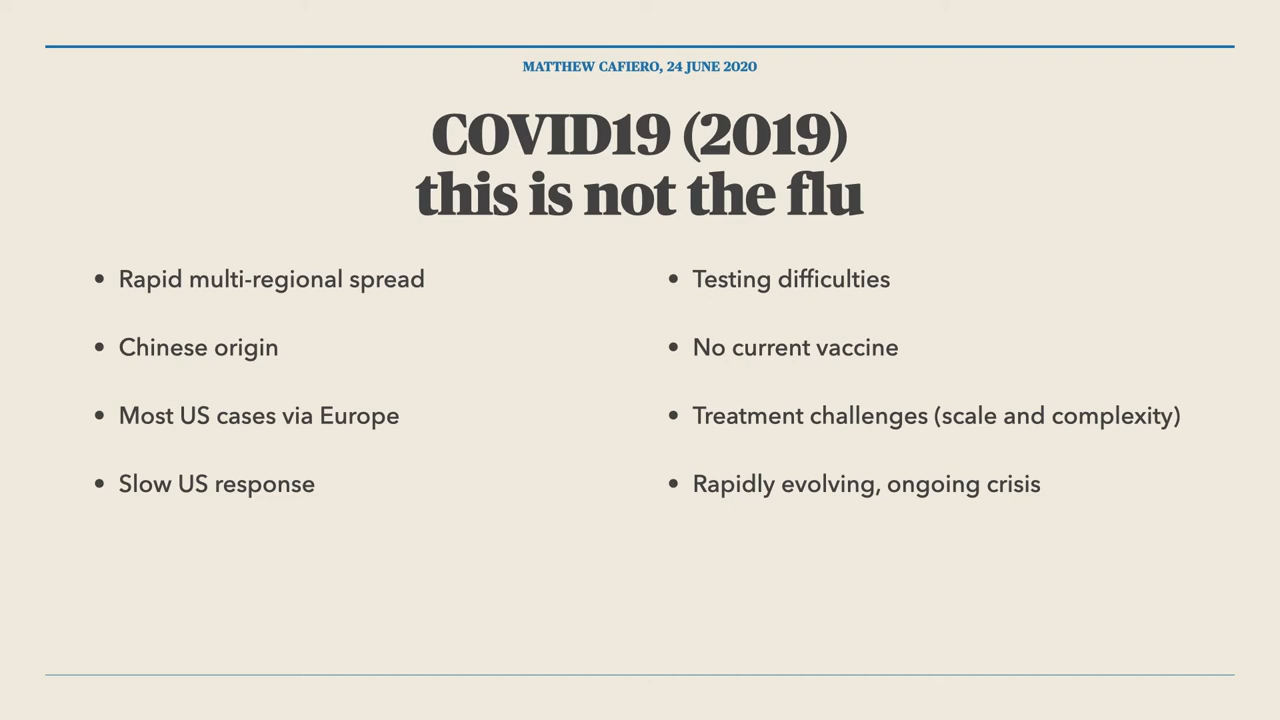 MATTHEW CAFIERO, 24 JUNE 2020
COVID19 (2019)
this is not the flu
• Rapid multi-regional spread
• Chinese origin
• Most US cases via Europe
• Slow US response
• Testing difficulties
• No current vaccine
• Treatment challenges (scale and complexity)
• Rapidly evolving, ongoing crisis